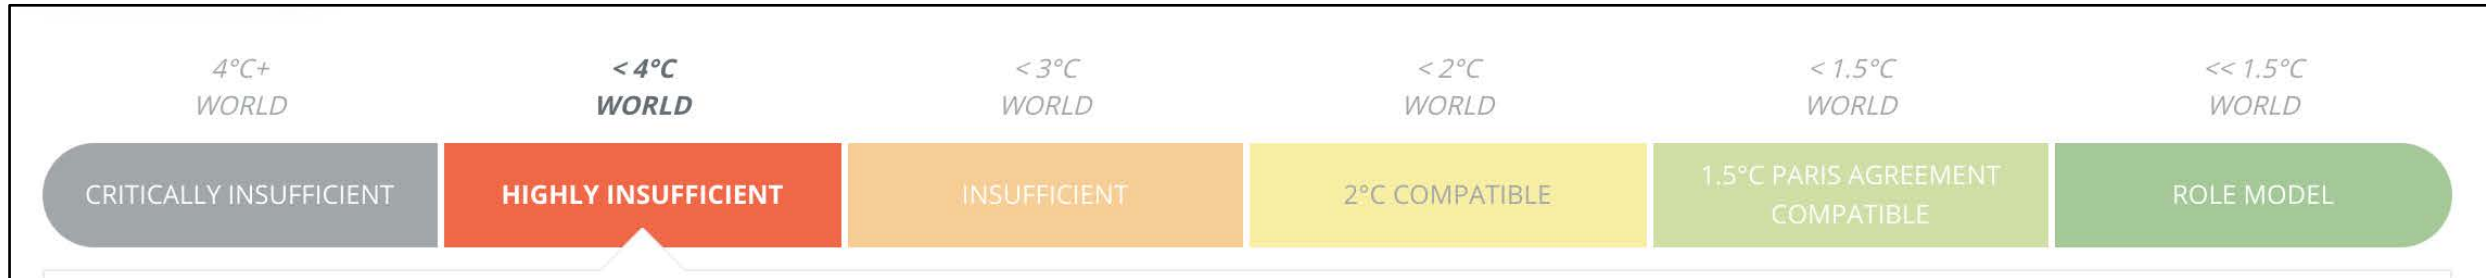 4°C+
WORLD
< 4°C
WORLD
< 3°C
WORLD
< 2°C
WORLD
< 1.5°C
WORLD
<< 1.5°C
WORLD
CRITICALLY INSUFFICIENT
HIGHLY INSUFFICIENT
INSUFFICIENT
2°C COMPATIBLE
1.5°C PARIS AGREEMENT
COMPATIBLE
ROLE MODEL